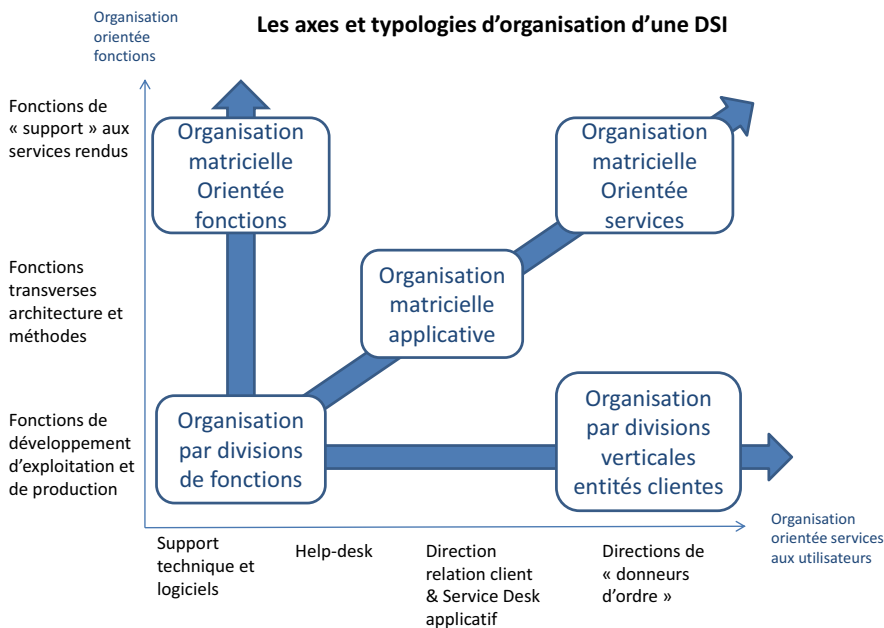 Organisation
orientée
fonctions
Les axes et typologies d’organisation d’une DSI
Fonctions de
« support » aux
services rendus
Organisation
matricielle
Orientée
fonctions
Organisation
matricielle
Orientée
services
Fonctions
transverses
architecture et
méthodes
Organisation
matricielle
applicative
Fonctions de
développement
d’exploitation et
de production
Organisation
par divisions
de fonctions
Organisation
par divisions
verticales
entités clientes
Support
technique et
logiciels
Help-desk
Direction
relation client
& Service Desk
applicatif
Directions de
« donneurs
d’ordre »
Organisation
orientée services
aux utilisateurs